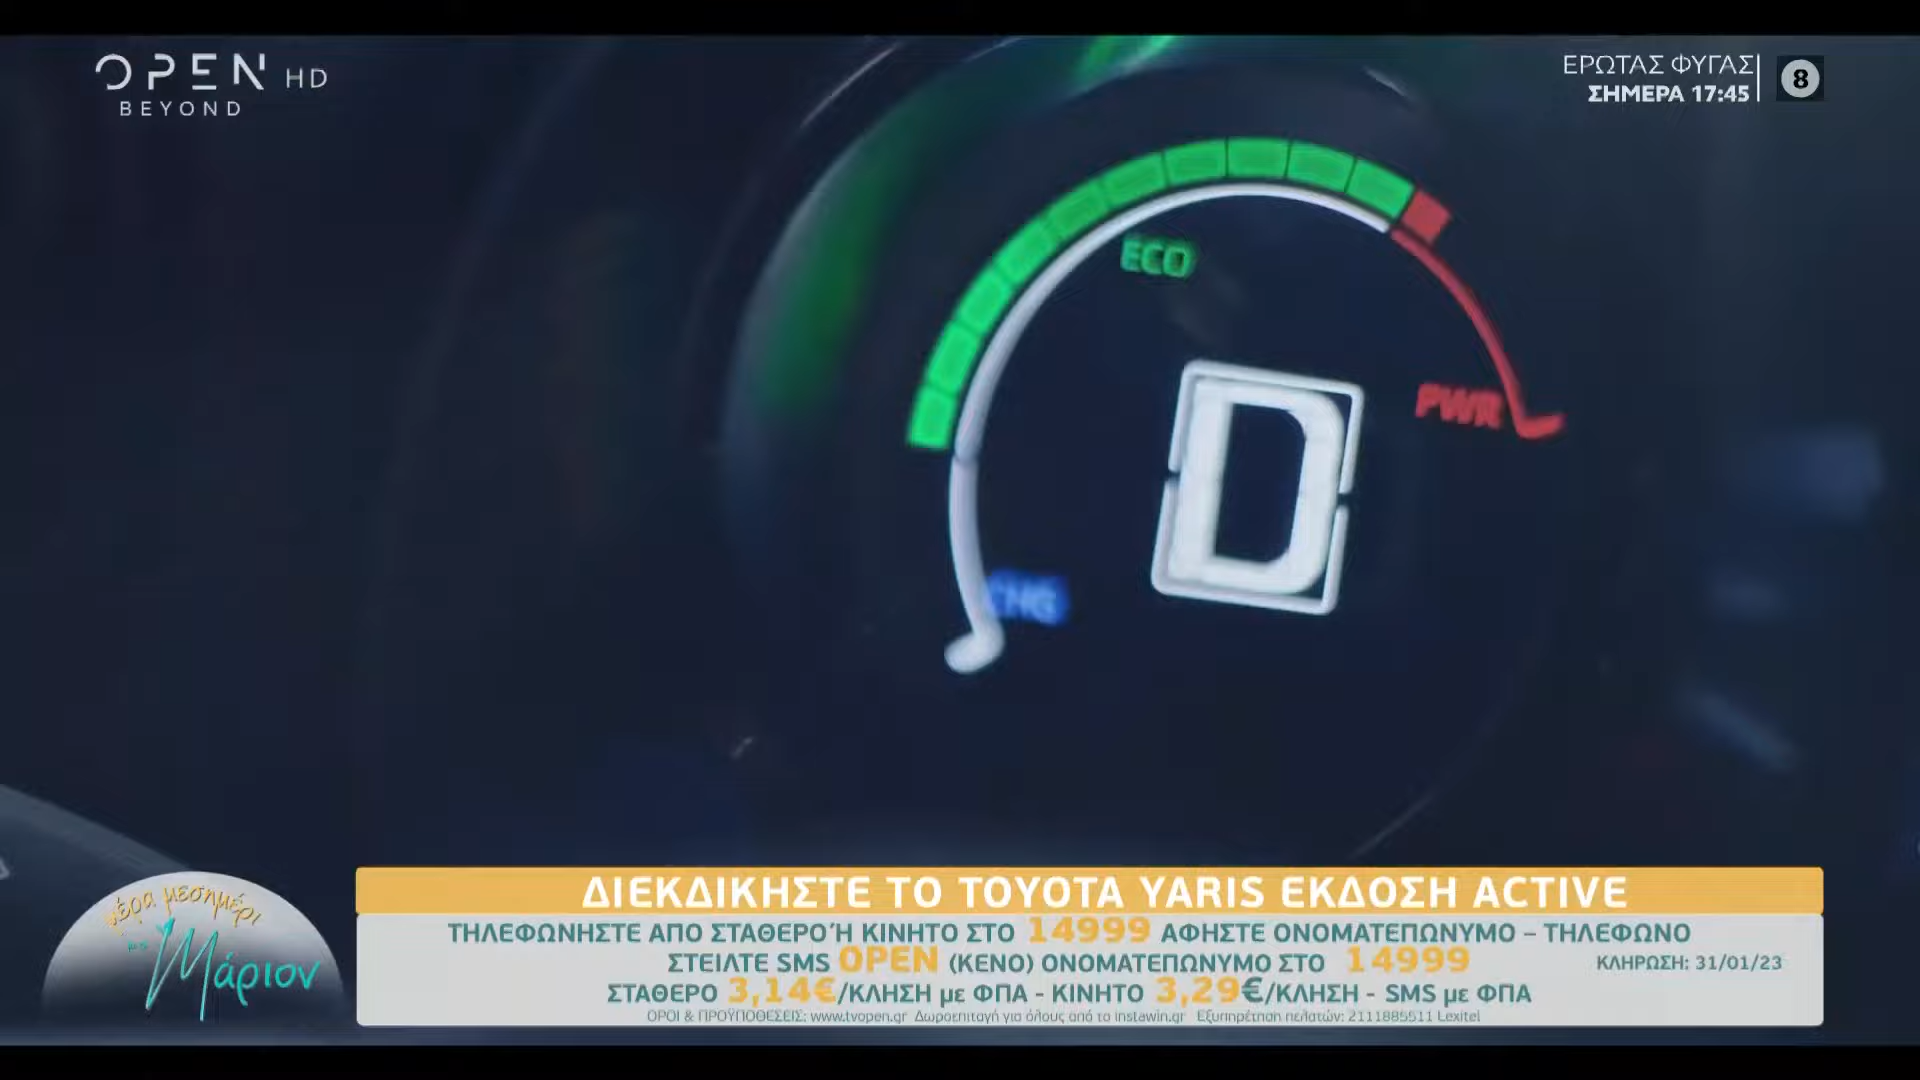 OPEN HD
BEYOND
ΕΡΩΤΑΣ ΦΥΓΑΣ
ΣΗΜΕΡΑ 17:45
8
ECO
PWR
D
CHG
νέρα μεσημέρι
με τη
Μάριον
ΔΙΕΚΔΙΚΗΣΤΕ ΤΟ TOYOTA YARIS ΕΚΔΟΣΗ ACTIVE
ΤΗΛΕΦΩΝΗΣΤΕ ΑΠΟ ΣΤΑΘΕΡΟ Ή ΚΙΝΗΤΟ ΣΤΟ 14999 ΑΦΗΣΤΕ ΟΝΟΜΑΤΕΠΩΝΥΜΟ – ΤΗΛΕΦΩΝΟ
ΣΤΕΙΛΤΕ SMS OPEN (ΚΕΝΟ) ΟΝΟΜΑΤΕΠΩΝΥΜΟ ΣΤΟ 14999 ΚΛΗΡΩΣΗ: 31/01/23
ΣΤΑΘΕΡΟ 3,14€/ΚΛΗΣΗ με ΦΠΑ - ΚΙΝΗΤΟ 3,29€/ΚΛΗΣΗ - SMS με ΦΠΑ
ΟΡΟΙ & ΠΡΟΫΠΟΘΕΣΕΙΣ: www.tvopen.gr Δωροεπιταγή για όλους από το instawin.gr Εξυπηρέτηση πελατών: 2111885511 Lexitel